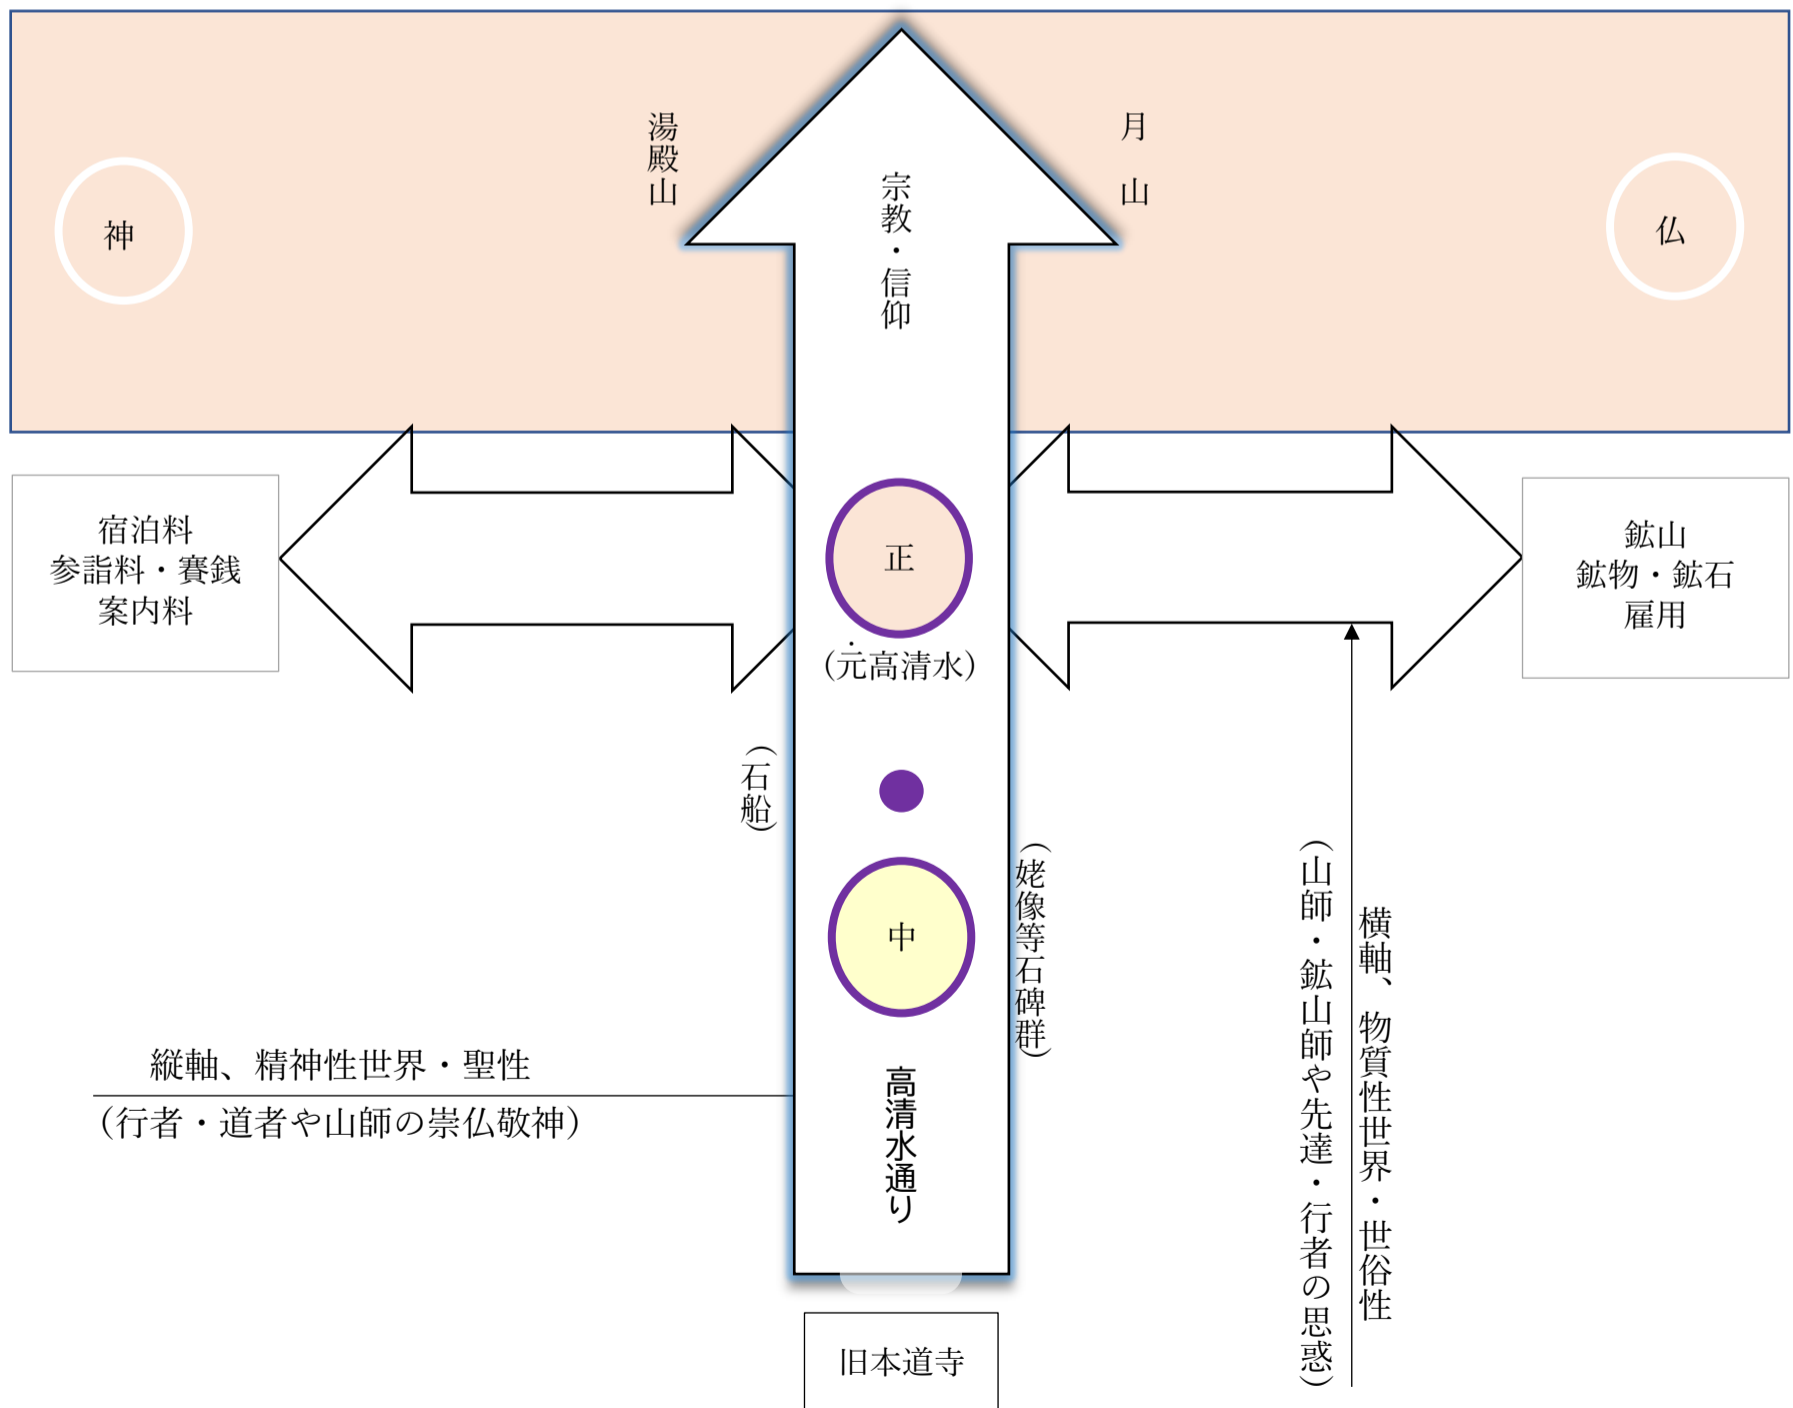 湯殿山
月　山
宗教・信仰
神
仏
宿泊料
参詣料・賽銭
案内料
正
(元高清水)
鉱山
鉱物・鉱石
雇用
(石船)
中
(姥像等石碑群)
高清水通り
縦軸、精神性世界・聖性
(行者・道者や山師の崇仏敬神)
横軸、物質性世界・世俗性
(山師・鉱山師や先達・行者の思惑)
旧本道寺